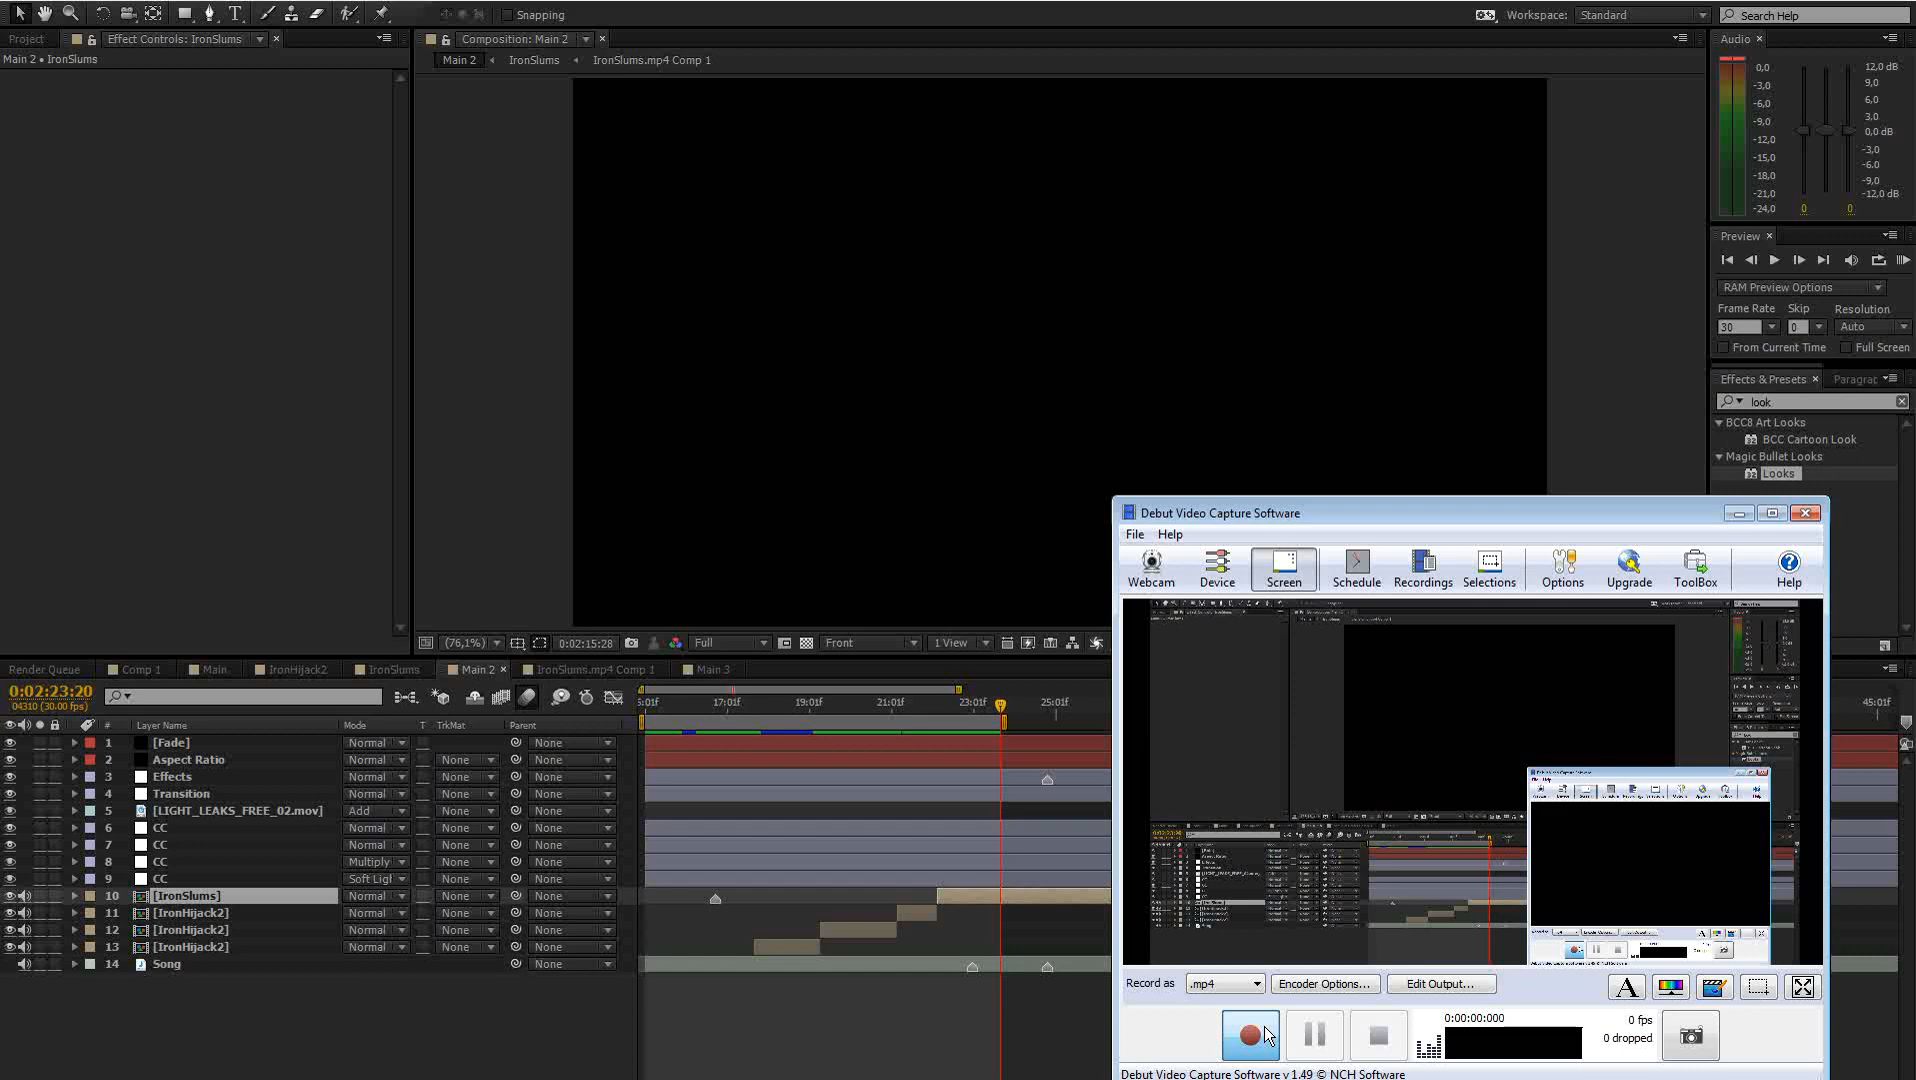 Snapping
Workspace: Standard
Search Help
Project
Effect Controls: IronSlums
Composition: Main 2
Audio
Main 2 • IronSlums
Main 2
IronSlums
IronSlums.mp4 Comp 1
0,0
-3,0
-6,0
-9,0
-12,0
-15,0
-18,0
-21,0
-24,0
12,0 dB
9,0
6,0
3,0
0,0 dB
-3,0
-6,0
-9,0
-12,0 dB
0
0
Preview
RAM Preview Options
Frame Rate Skip Resolution
30 0 Auto
From Current Time Full Screen
Effects & Presets Paragrap
look
BCC8 Art Looks
BCC Cartoon Look
Magic Bullet Looks
Looks
(76,1%) 0:02:15:28 Full Front 1 View
Render Queue Comp 1 Main IronHijack2 IronSlums Main 2 IronSlums.mp4 Comp 1 Main 3
0:02:23:20
04310 (30.00 fps)
5:01f 17:01f 19:01f 21:01f 23:01f 25:01f 45:01f
# Layer Name Mode T TrkMat Parent
1 [Fade] Normal None
2 Aspect Ratio Normal None None
3 Effects Normal None None
4 Transition Normal None None
5 [LIGHT_LEAKS_FREE_02.mov] Add None None
6 CC Normal None None
7 CC Normal None None
8 CC Multiply None None
9 CC Soft Ligl None None
10 [IronSlums] Normal None None
11 [IronHijack2] Normal None None
12 [IronHijack2] Normal None None
13 [IronHijack2] Normal None None
14 Song None
Debut Video Capture Software
File Help
Webcam Device Screen Schedule Recordings Selections Options Upgrade ToolBox Help
Record as .mp4 Encoder Options... Edit Output... A
0:00:00:000 0 fps
0 dropped
Debut Video Capture Software v 1.49 © NCH Software